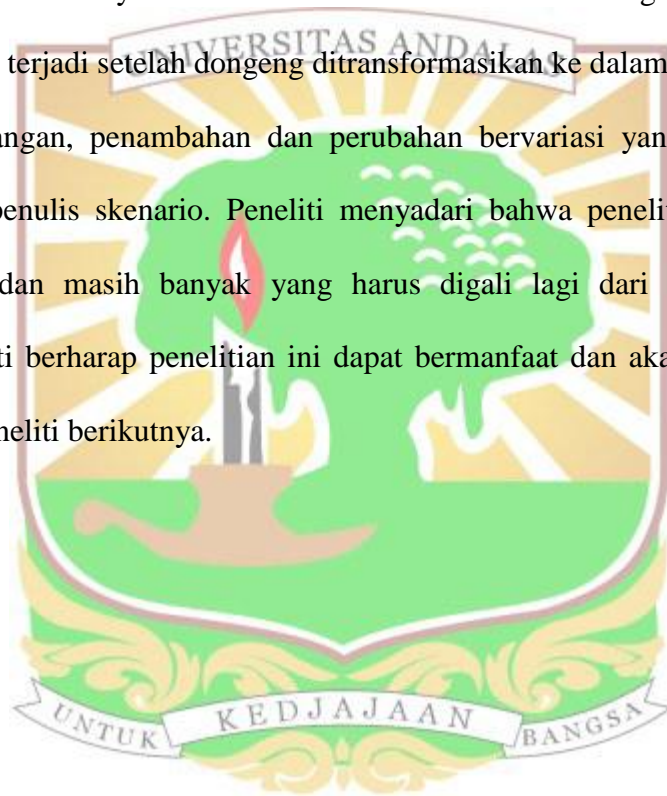 UNIVERSITAS ANDALAS
terjadi setelah dongeng ditransformasikan ke dalam
angan, penambahan dan perubahan bervariasi yan
penulis skenario. Peneliti menyadari bahwa peneli
dan masih banyak yang harus digali lagi dari
ti berharap penelitian ini dapat bermanfaat dan aka
neliti berikutnya.
UNTUK KEDJAJAAN BANGSA